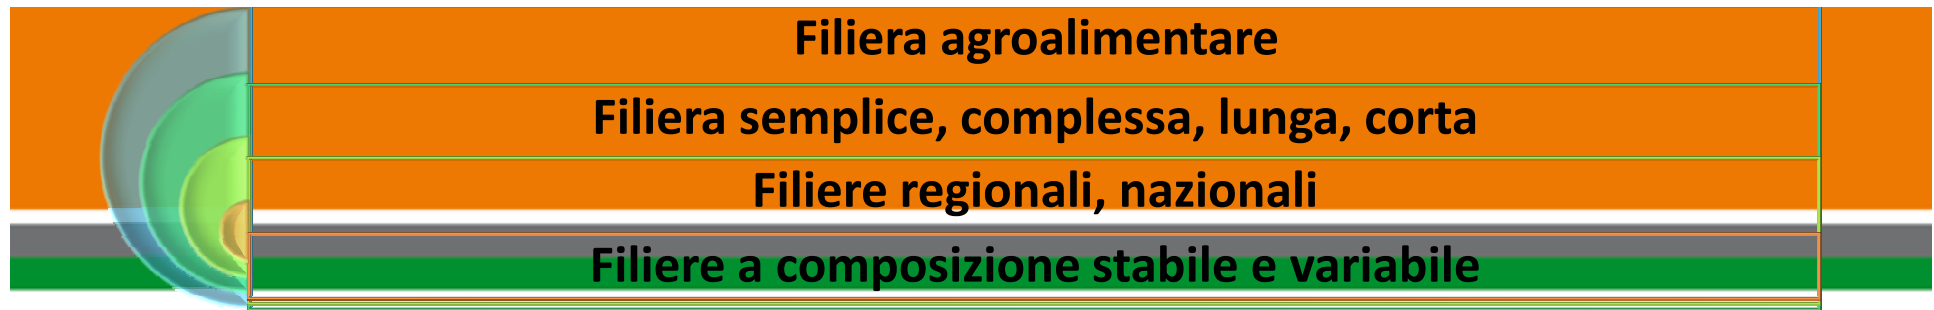 Filiera agroalimentare
Filiera semplice, complessa, lunga, corta
Filiere regionali, nazionali
Filiere a composizione stabile e variabile